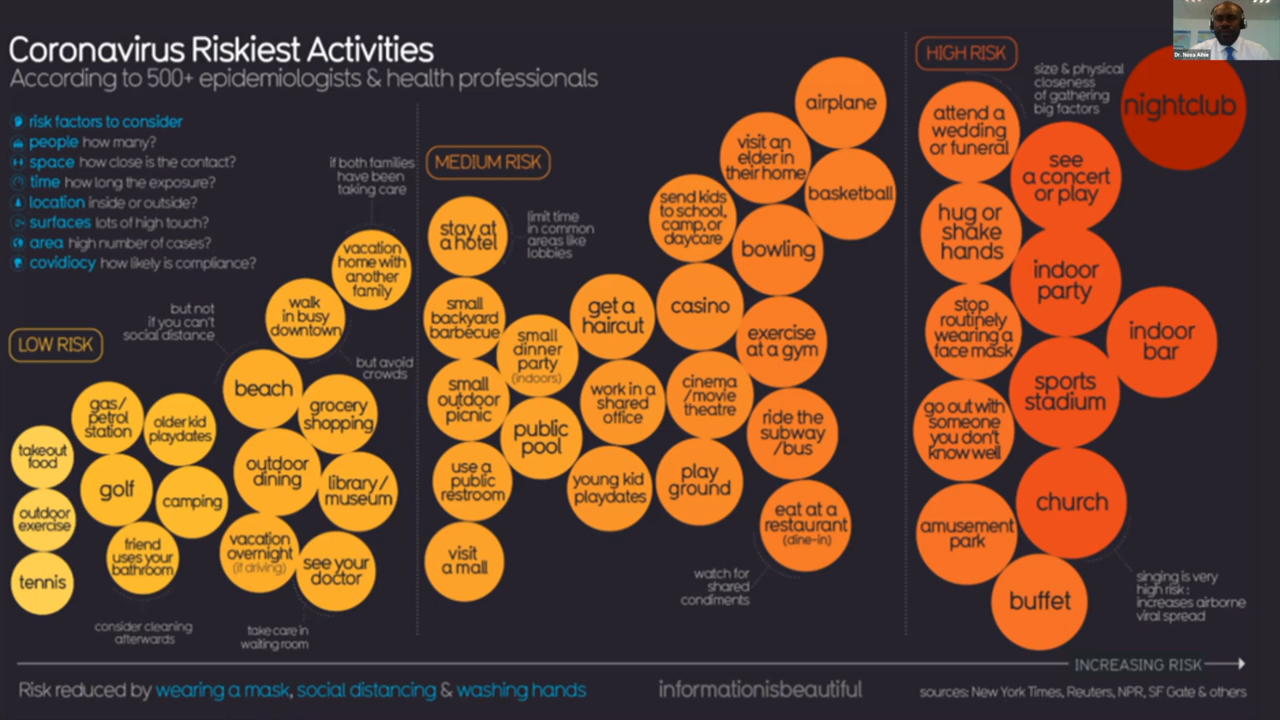 Coronavirus Riskiest Activities
According to 500+ epidemiologists & health professionals
risk factors to consider
people how many?
space how close is the contact?
time how long the exposure?
location inside or outside?
surfaces lots of high touch?
area high number of cases?
covidiocy how likely is compliance?
LOW RISK
takeout
food
outdoor
exercise
tennis
gas/
petrol
station
golf
friend
uses your
bathroom
consider cleaning
afterwards
older kid
playdates
camping
but not
if you can't
social distance
beach
outdoor
dining
vacation
overnight
(if driving)
walk
in busy
downtown
but avoid
crowds
grocery
shopping
library/
museum
see your
doctor
take care in
waiting room
if both families
have been
taking care
vacation
home with
another
family
MEDIUM RISK
stay at
a hotel
limit time
in common
areas like
lobbies
small
backyard
barbecue
small
outdoor
picnic
use a
public
restroom
visit
a mall
small
dinner
party
(indoors)
public
pool
get a
haircut
work in a
shared
office
young kid
playdates
send kids
to school,
camp, or
daycare
casino
cinema
/movie
theatre
play
ground
visit an
elder in
their home
bowling
exercise
at a gym
ride the
subway
/bus
eat at a
restaurant
(dine-in)
watch for
shared
condiments
airplane
basketball
HIGH RISK
size & physical
closeness
of gathering
big factors
attend a
wedding
or funeral
hug or
shake
hands
stop
routinely
wearing a
face mask
go out with
someone
you don't
know well
amusement
park
buffet
see
a concert
or play
indoor
party
sports
stadium
church
singing is very
high risk:
increases airborne
viral spread
nightclub
indoor
bar
INCREASING RISK
Risk reduced by wearing a mask, social distancing & washing hands
informationisbeautiful
sources: New York Times, Reuters, NPR, SF Gate & others